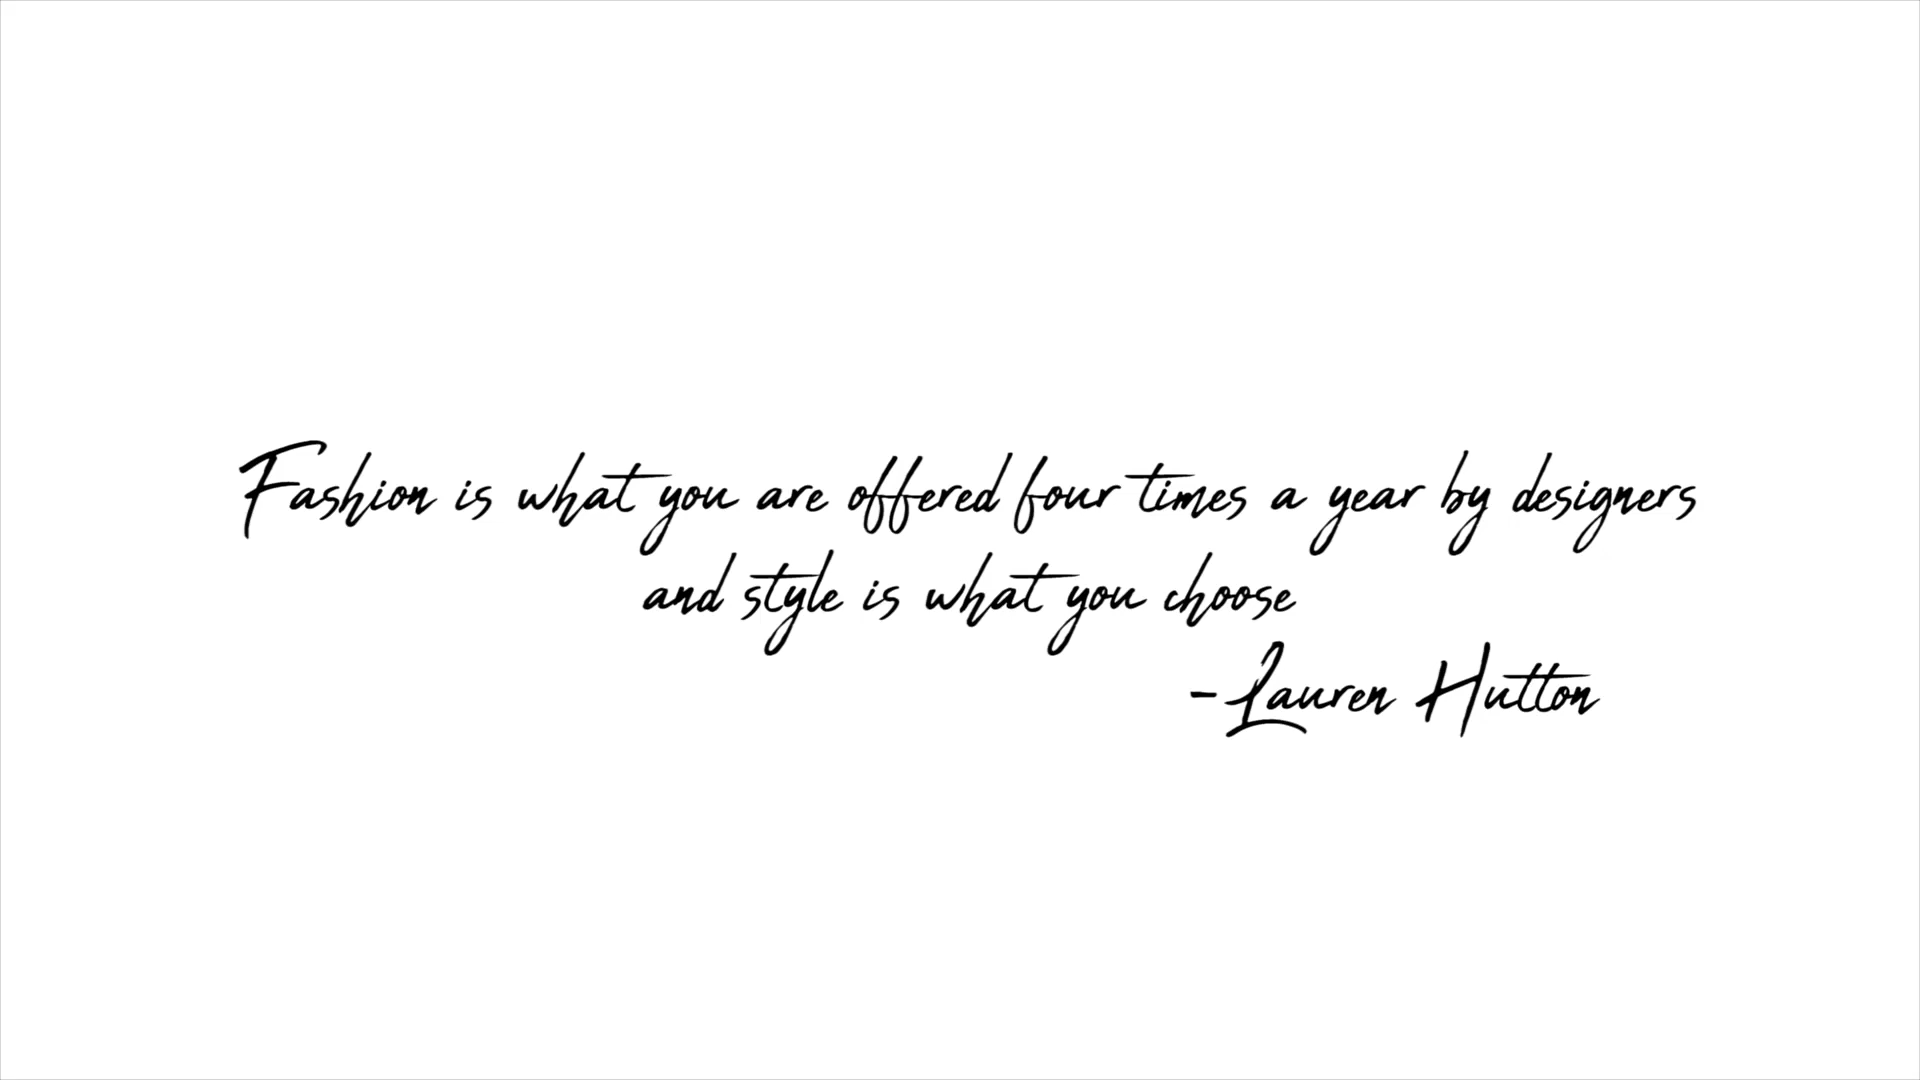 Fashion is what you are offered four times a year by designers
and style is what you choose
-Lauren Hutton